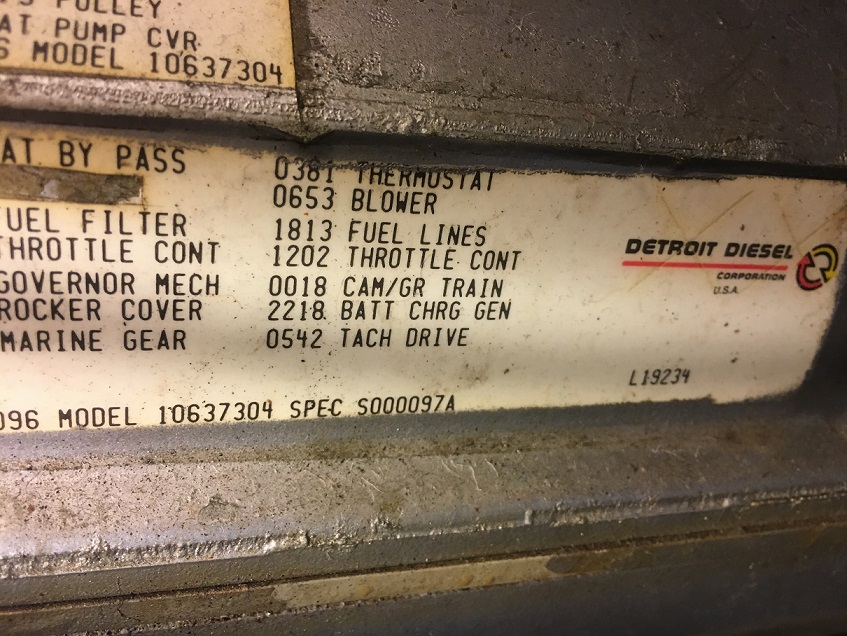 PULLEY
AT PUMP CVR
MODEL 10637304
AT BY PASS
FUEL FILTER
THROTTLE CONT
GOVERNOR MECH
ROCKER COVER
MARINE GEAR
0381 THERMOSTAT
0653 BLOWER
1813 FUEL LINES
1202 THROTTLE CONT
0018 CAM/GR TRAIN
2218 BATT CHRG GEN
0542 TACH DRIVE
DETROIT DIESEL
CORPORATION
U.S.A.
L19234
096 MODEL 10637304 SPEC S000097A